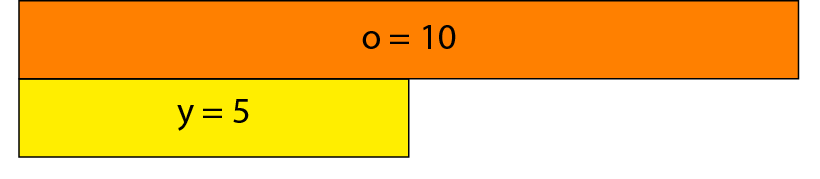 o = 10
y = 5